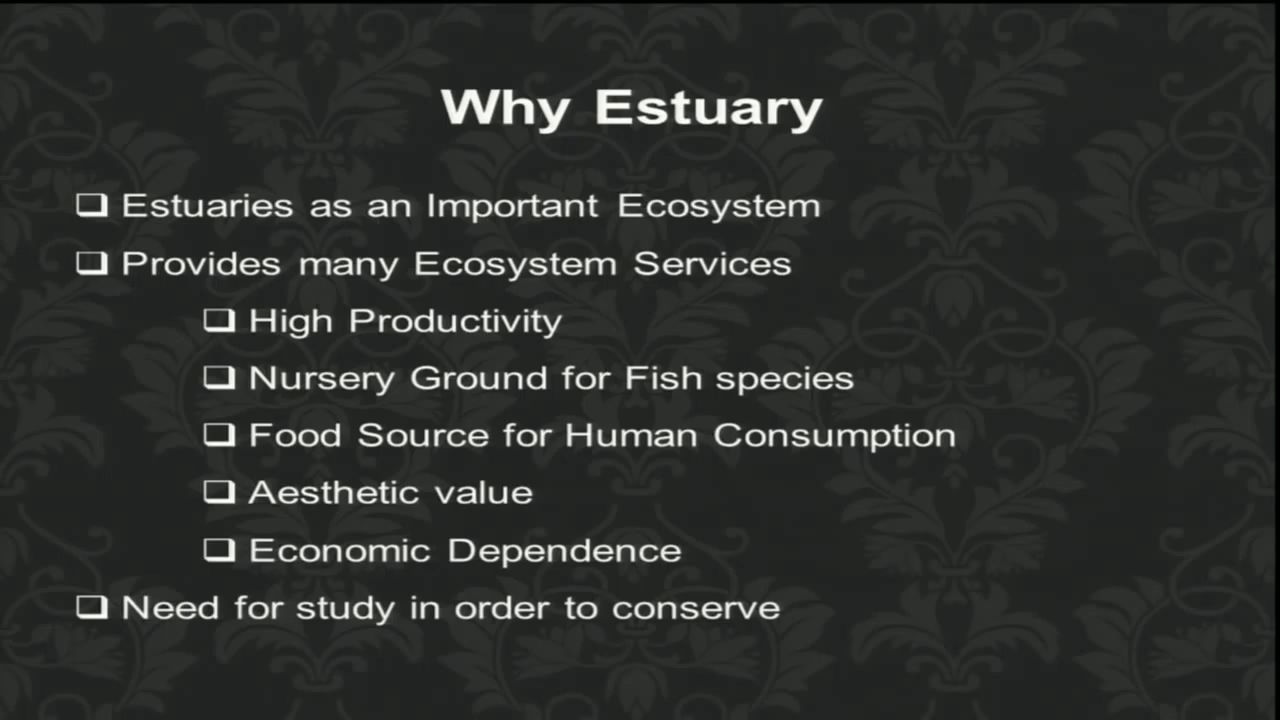 Why Estuary
Estuaries as an Important Ecosystem
Provides many Ecosystem Services
High Productivity
Nursery Ground for Fish species
Food Source for Human Consumption
Aesthetic value
Economic Dependence
Need for study in order to conserve